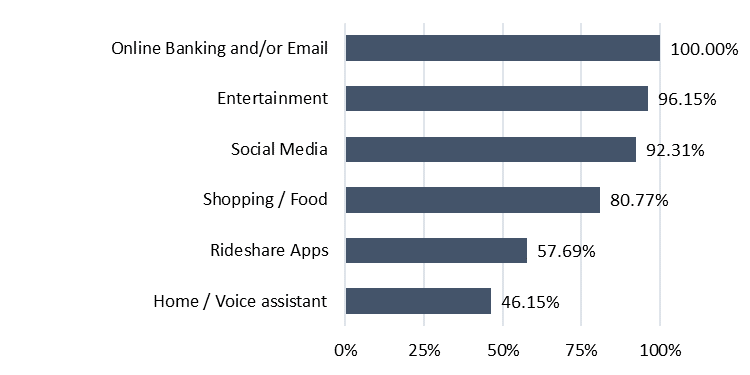 Online Banking and/or Email 100.00%
Entertainment 96.15%
Social Media 92.31%
Shopping / Food 80.77%
Rideshare Apps 57.69%
Home / Voice assistant 46.15%
0% 25% 50% 75% 100%